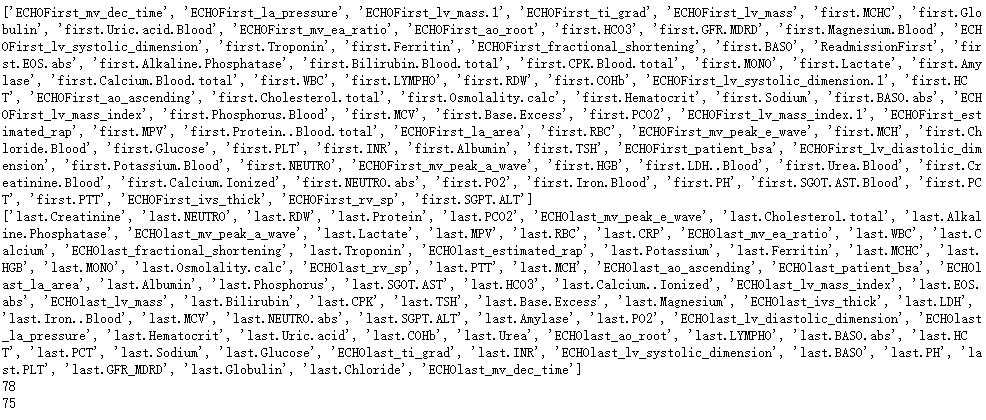 ['ECHOFirst_mv_dec_time', 'ECHOFirst_la_pressure', 'ECHOFirst_lv_mass.1', 'ECHOFirst_ti_grad', 'ECHOFirst_lv_mass', 'first.MCHC', 'first.Glo
bulin', 'first.Uric.acid.Blood', 'ECHOFirst_mv_ea_ratio', 'ECHOFirst_ao_root', 'first.HCO3', 'first.GFR.MDRD', 'first.Magnesium.Blood', 'ECH
OFirst_lv_systolic_dimension', 'first.Troponin', 'first.Ferritin', 'ECHOFirst_fractional_shortening', 'first.BASO', 'ReadmissionFirst', 'fir
st.EOS.abs', 'first.Alkaline.Phosphatase', 'first.Bilirubin.Blood.total', 'first.CPK.Blood.total', 'first.MONO', 'first.Lactate', 'first.Amy
lase', 'first.Calcium.Blood.total', 'first.WBC', 'first.LYMPHO', 'first.RDW', 'first.COHb', 'ECHOFirst_lv_systolic_dimension.1', 'first.HC
T', 'ECHOFirst_ao_ascending', 'first.Cholesterol.total', 'first.Osmolality.calc', 'first.Hematocrit', 'first.Sodium', 'first.BASO.abs', 'ECH
OFirst_lv_mass_index', 'first.Phosphorus.Blood', 'first.MCV', 'first.Base.Excess', 'first.PCO2', 'ECHOFirst_lv_mass_index.1', 'ECHOFirst_est
imated_rap', 'first.MPV', 'first.Protein..Blood.total', 'ECHOFirst_la_area', 'first.RBC', 'ECHOFirst_mv_peak_e_wave', 'first.MCH', 'first.Ch
loride.Blood', 'first.Glucose', 'first.PLT', 'first.INR', 'first.Albumin', 'first.TSH', 'ECHOFirst_patient_bsa', 'ECHOFirst_lv_diastolic_dim
ension', 'first.Potassium.Blood', 'first.NEUTRO', 'ECHOFirst_mv_peak_a_wave', 'first.HGB', 'first.LDH..Blood', 'first.Urea.Blood', 'first.Cr
eatinine.Blood', 'first.Calcium.Ionized', 'first.NEUTRO.abs', 'first.PO2', 'first.Iron.Blood', 'first.PH', 'first.SGOT.AST.Blood', 'first.PC
T', 'first.PTT', 'ECHOFirst_ivs_thick', 'ECHOFirst_rv_sp', 'first.SGPT.ALT']
['last.Creatinine', 'last.NEUTRO', 'last.RDW', 'last.Protein', 'last.PCO2', 'ECHOlast_mv_peak_e_wave', 'last.Cholesterol.total', 'last.Alkal
ine.Phosphatase', 'ECHOlast_mv_peak_a_wave', 'last.Lactate', 'last.MPV', 'last.RBC', 'last.CRP', 'ECHOlast_mv_ea_ratio', 'last.WBC', 'last.C
alcium', 'ECHOlast_fractional_shortening', 'last.Troponin', 'ECHOlast_estimated_rap', 'last.Potassium', 'last.Ferritin', 'last.MCHC', 'last.
HGB', 'last.MONO', 'last.Osmolality.calc', 'ECHOlast_rv_sp', 'last.PTT', 'last.MCH', 'ECHOlast_ao_ascending', 'ECHOlast_patient_bsa', 'ECHOl
ast_la_area', 'last.Albumin', 'last.Phosphorus', 'last.SGOT.AST', 'last.HCO3', 'last.Calcium..Ionized', 'ECHOlast_lv_mass_index', 'last.EOS.
abs', 'ECHOlast_lv_mass', 'last.Bilirubin', 'last.CPK', 'last.TSH', 'last.Base.Excess', 'last.Magnesium', 'ECHOlast_ivs_thick', 'last.LDH',
'last.Iron..Blood', 'last.MCV', 'last.NEUTRO.abs', 'last.SGPT.ALT', 'last.Amylase', 'last.PO2', 'ECHOlast_lv_diastolic_dimension', 'ECHOlast
_la_pressure', 'last.Hematocrit', 'last.Uric.acid', 'last.COHb', 'last.Urea', 'ECHOlast_ao_root', 'last.LYMPHO', 'last.BASO.abs', 'last.HC
T', 'last.PCT', 'last.Sodium', 'last.Glucose', 'ECHOlast_ti_grad', 'last.INR', 'ECHOlast_lv_systolic_dimension', 'last.BASO', 'last.PH', 'la
st.PLT', 'last.GFR_MDRD', 'last.Globulin', 'last.Chloride', 'ECHOlast_mv_dec_time']
78
75